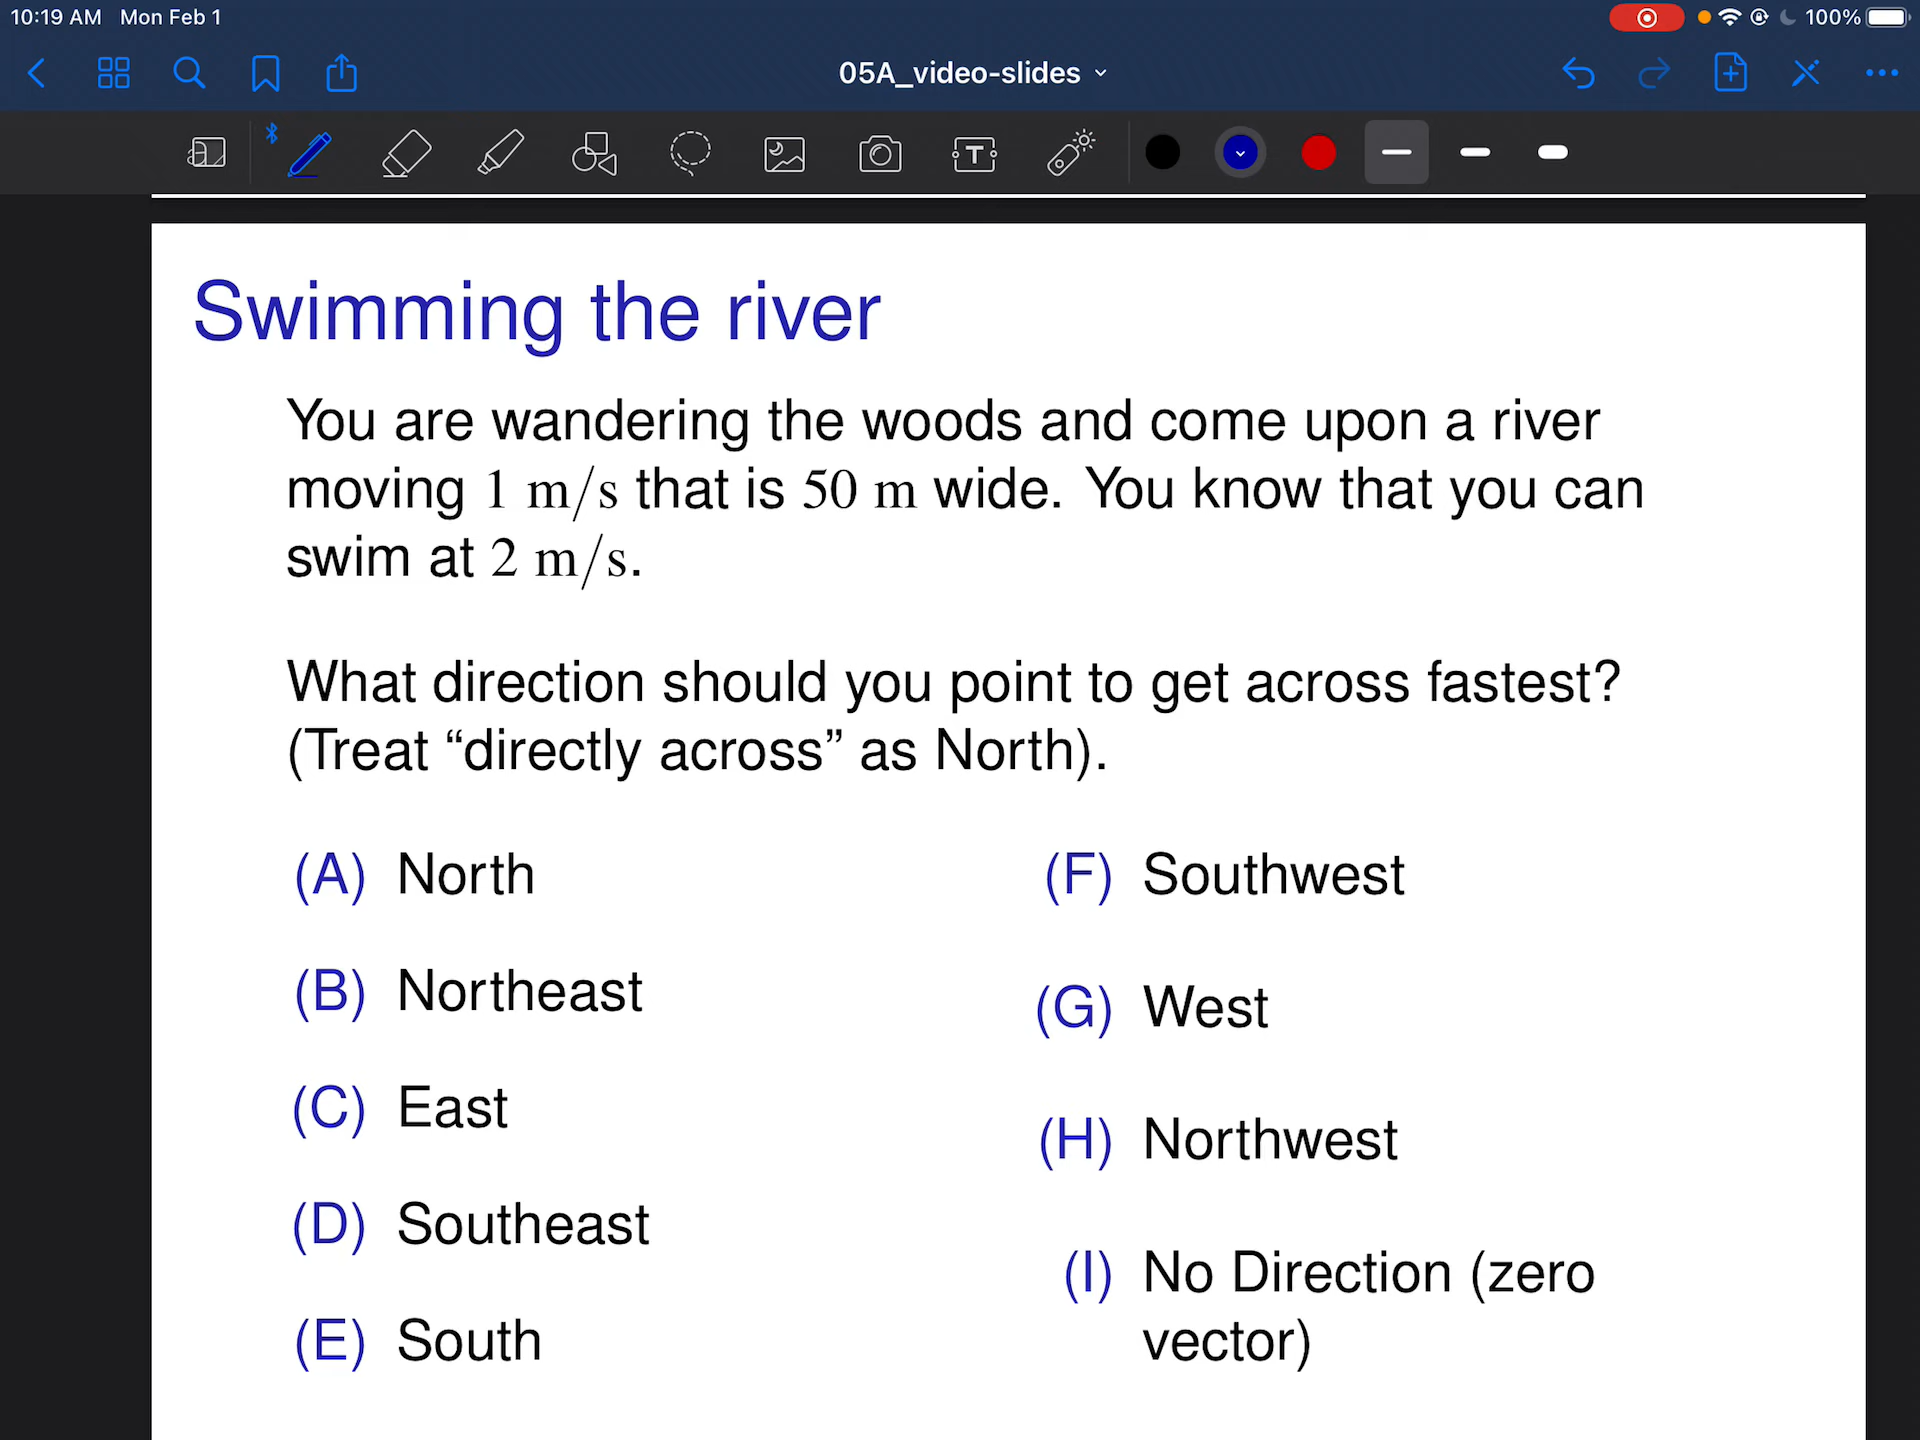 10:19 AM Mon Feb 1
100%
05A_video-slides
Swimming the river
You are wandering the woods and come upon a river
moving 1 m/s that is 50 m wide. You know that you can
swim at 2 m/s.
What direction should you point to get across fastest?
(Treat “directly across” as North).
(A) North
(B) Northeast
(C) East
(D) Southeast
(E) South
(F) Southwest
(G) West
(H) Northwest
(I) No Direction (zero
vector)